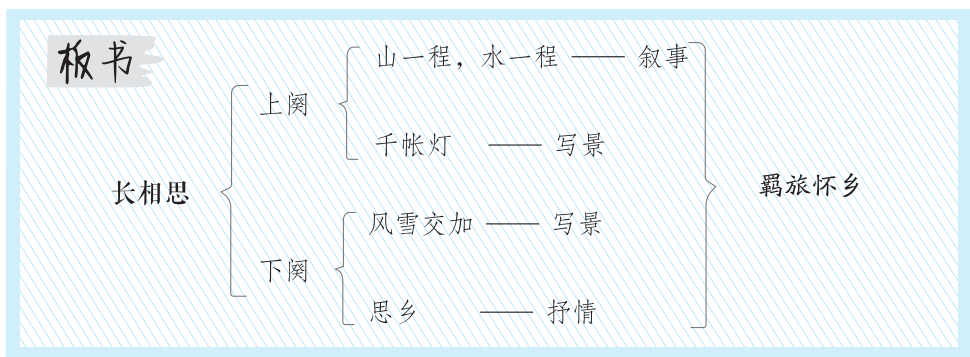 板书
山一程，水一程 —— 叙事
上阕
千帐灯 —— 写景
长相思
羁旅怀乡
风雪交加 —— 写景
下阕
思乡 —— 抒情